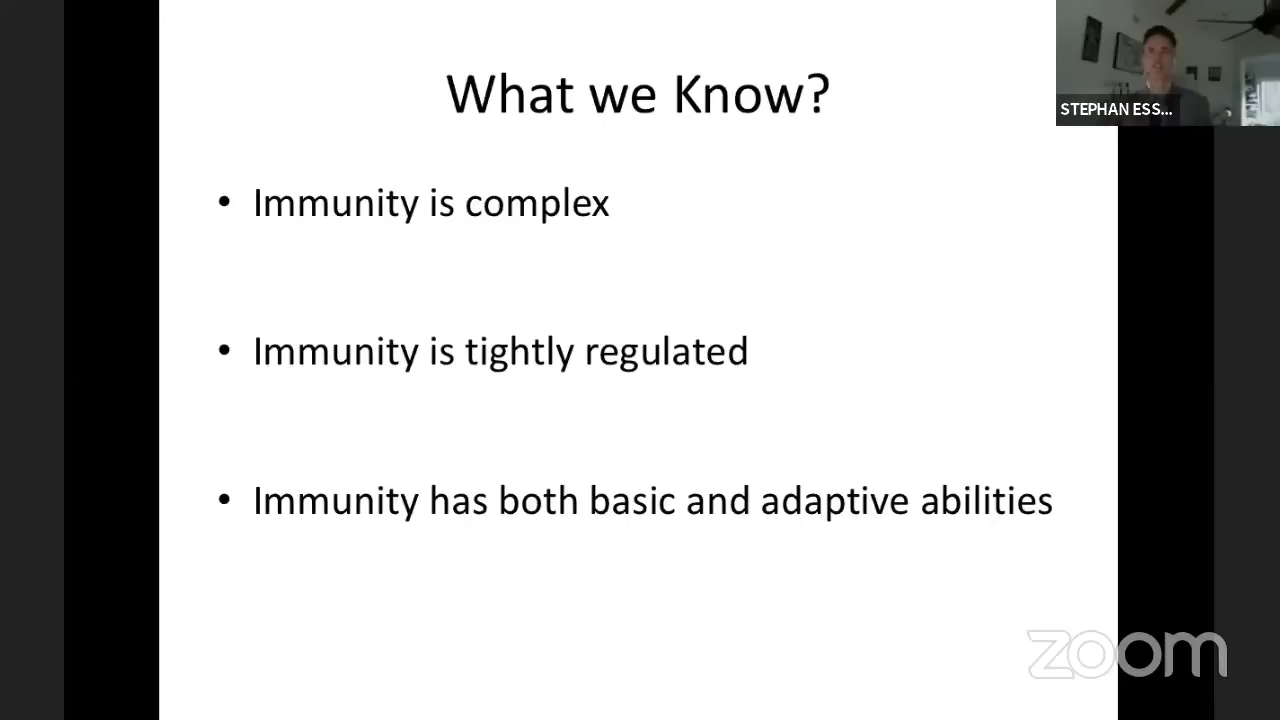 What we Know?
STEPHAN ESS...
• Immunity is complex
• Immunity is tightly regulated
• Immunity has both basic and adaptive abilities
zoom